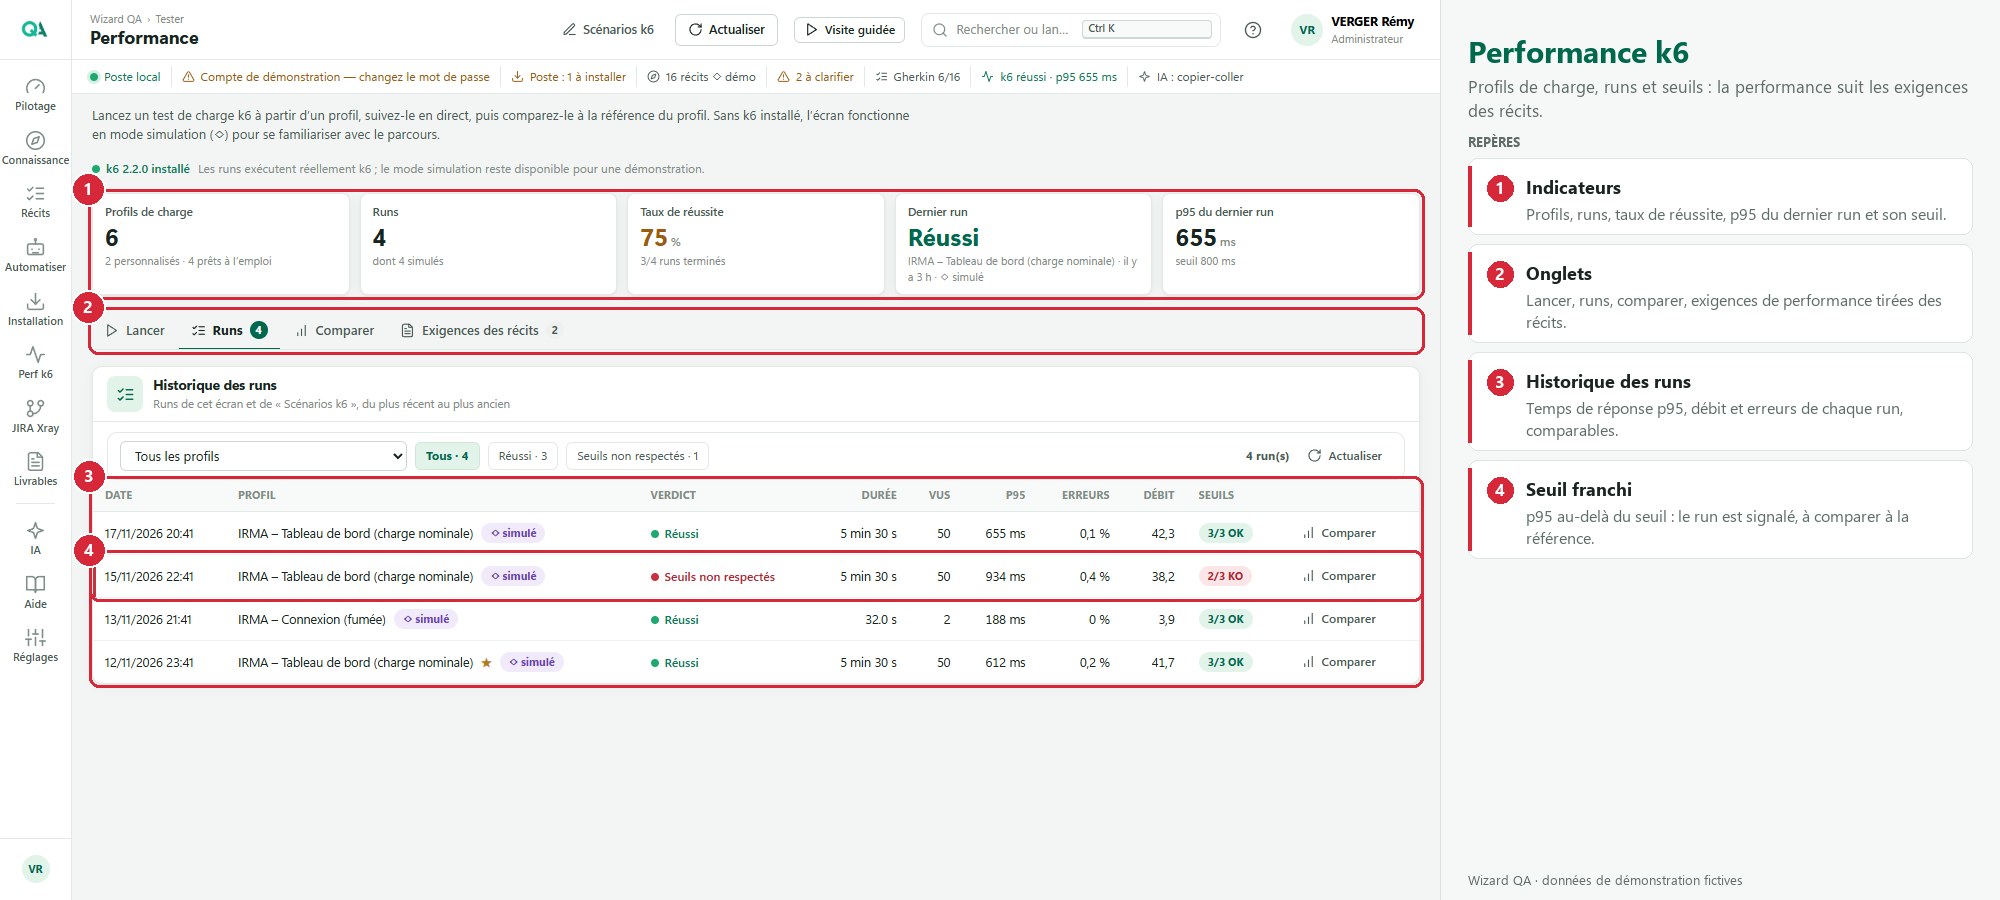 QA
Wizard QA › Tester
Performance
Scénarios k6
Actualiser
Visite guidée
Rechercher ou lan...
Ctrl K
VR
VERGER Rémy
Administrateur
Poste local
Compte de démonstration — changez le mot de passe
Poste : 1 à installer
16 récits ◇ démo
2 à clarifier
Gherkin 6/16
k6 réussi · p95 655 ms
IA : copier-coller
Pilotage
Connaissance
Récits
Automatiser
Installation
Perf k6
JIRA Xray
Livrables
IA
Aide
Réglages
VR
Lancez un test de charge k6 à partir d'un profil, suivez-le en direct, puis comparez-le à la référence du profil. Sans k6 installé, l'écran fonctionne
en mode simulation (◇) pour se familiariser avec le parcours.
k6 2.2.0 installé Les runs exécutent réellement k6 ; le mode simulation reste disponible pour une démonstration.
1
Profils de charge
6
2 personnalisés · 4 prêts à l'emploi
Runs
4
dont 4 simulés
Taux de réussite
75 %
3/4 runs terminés
Dernier run
Réussi
IRMA – Tableau de bord (charge nominale) · il y
a 3 h · ◇ simulé
p95 du dernier run
655 ms
seuil 800 ms
2
Lancer
Runs 4
Comparer
Exigences des récits 2
Historique des runs
Runs de cet écran et de « Scénarios k6 », du plus récent au plus ancien
Tous les profils
Tous · 4
Réussi · 3
Seuils non respectés · 1
4 run(s)
Actualiser
3
DATE PROFIL VERDICT DURÉE VUS P95 ERREURS DÉBIT SEUILS
17/11/2026 20:41 IRMA – Tableau de bord (charge nominale) ◇ simulé Réussi 5 min 30 s 50 655 ms 0,1 % 42,3 3/3 OK Comparer
4
15/11/2026 22:41 IRMA – Tableau de bord (charge nominale) ◇ simulé Seuils non respectés 5 min 30 s 50 934 ms 0,4 % 38,2 2/3 KO Comparer
13/11/2026 21:41 IRMA – Connexion (fumée) ◇ simulé Réussi 32.0 s 2 188 ms 0 % 3,9 3/3 OK Comparer
12/11/2026 23:41 IRMA – Tableau de bord (charge nominale) ★ ◇ simulé Réussi 5 min 30 s 50 612 ms 0,2 % 41,7 3/3 OK Comparer
Performance k6
Profils de charge, runs et seuils : la performance suit les exigences
des récits.
REPÈRES
1 Indicateurs
Profils, runs, taux de réussite, p95 du dernier run et son seuil.
2 Onglets
Lancer, runs, comparer, exigences de performance tirées des
récits.
3 Historique des runs
Temps de réponse p95, débit et erreurs de chaque run,
comparables.
4 Seuil franchi
p95 au-delà du seuil : le run est signalé, à comparer à la
référence.
Wizard QA · données de démonstration fictives